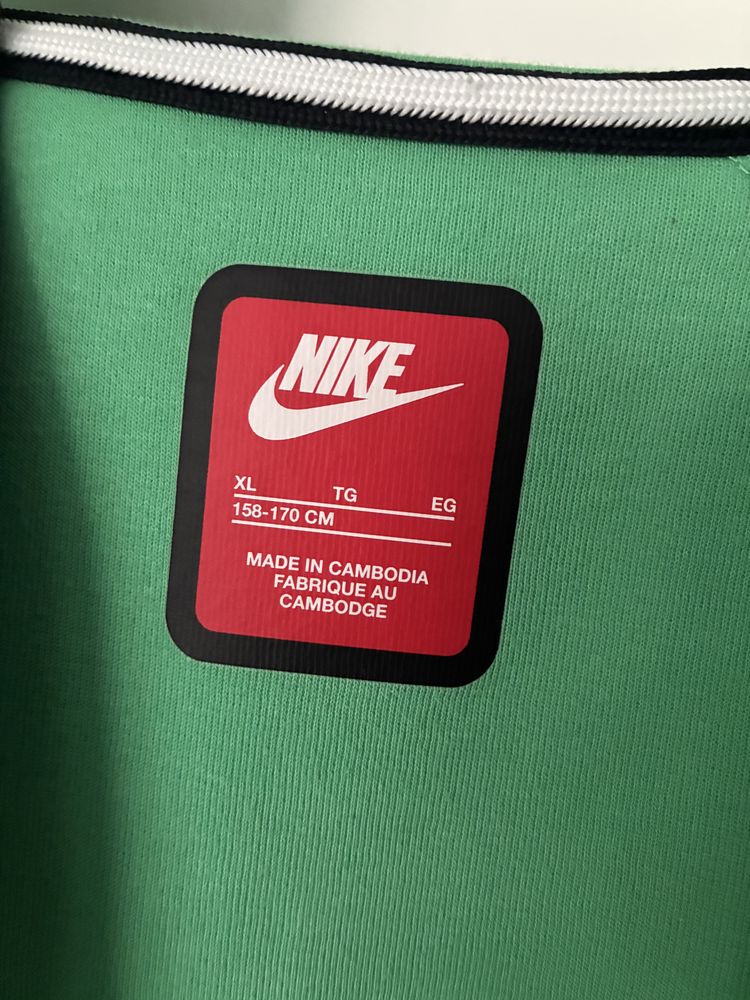 NIKE
XL TG EG
158-170 CM
MADE IN CAMBODIA
FABRIQUE AU
CAMBODGE